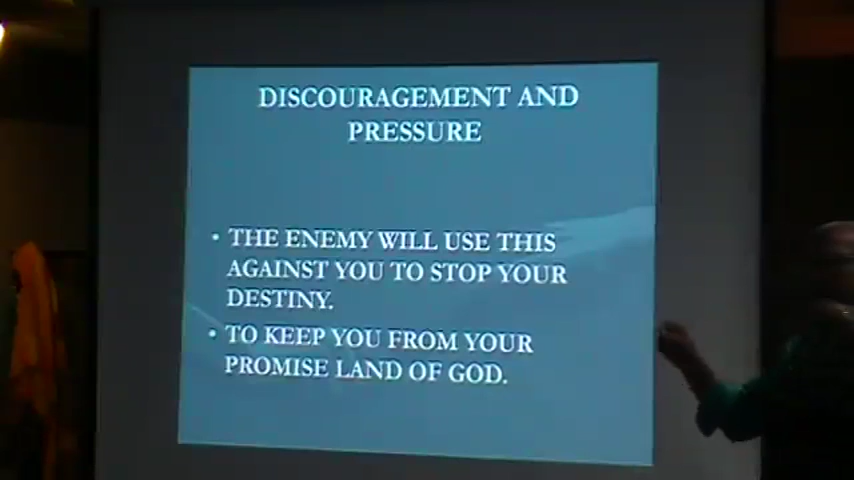 DISCOURAGEMENT AND
PRESSURE
• THE ENEMY WILL USE THIS
AGAINST YOU TO STOP YOUR
DESTINY.
• TO KEEP YOU FROM YOUR
PROMISE LAND OF GOD.